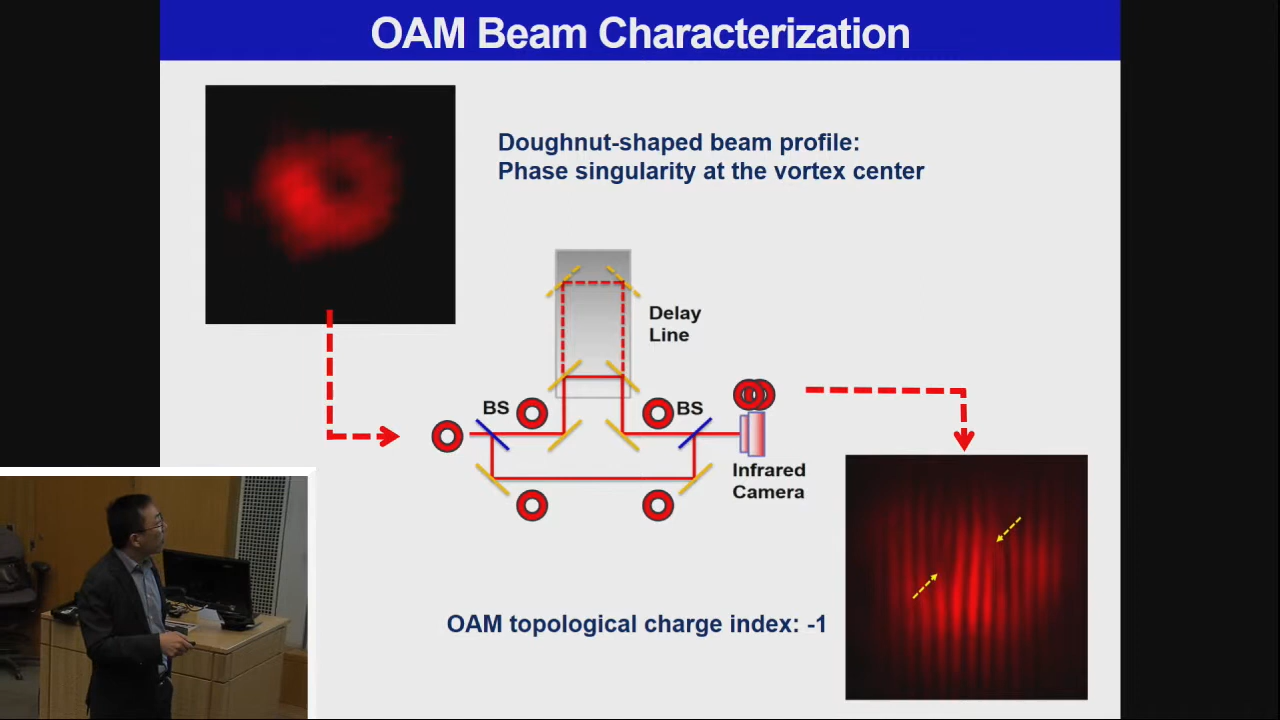 OAM Beam Characterization
Doughnut-shaped beam profile:
Phase singularity at the vortex center
Delay
Line
BS
BS
Infrared
Camera
OAM topological charge index: -1